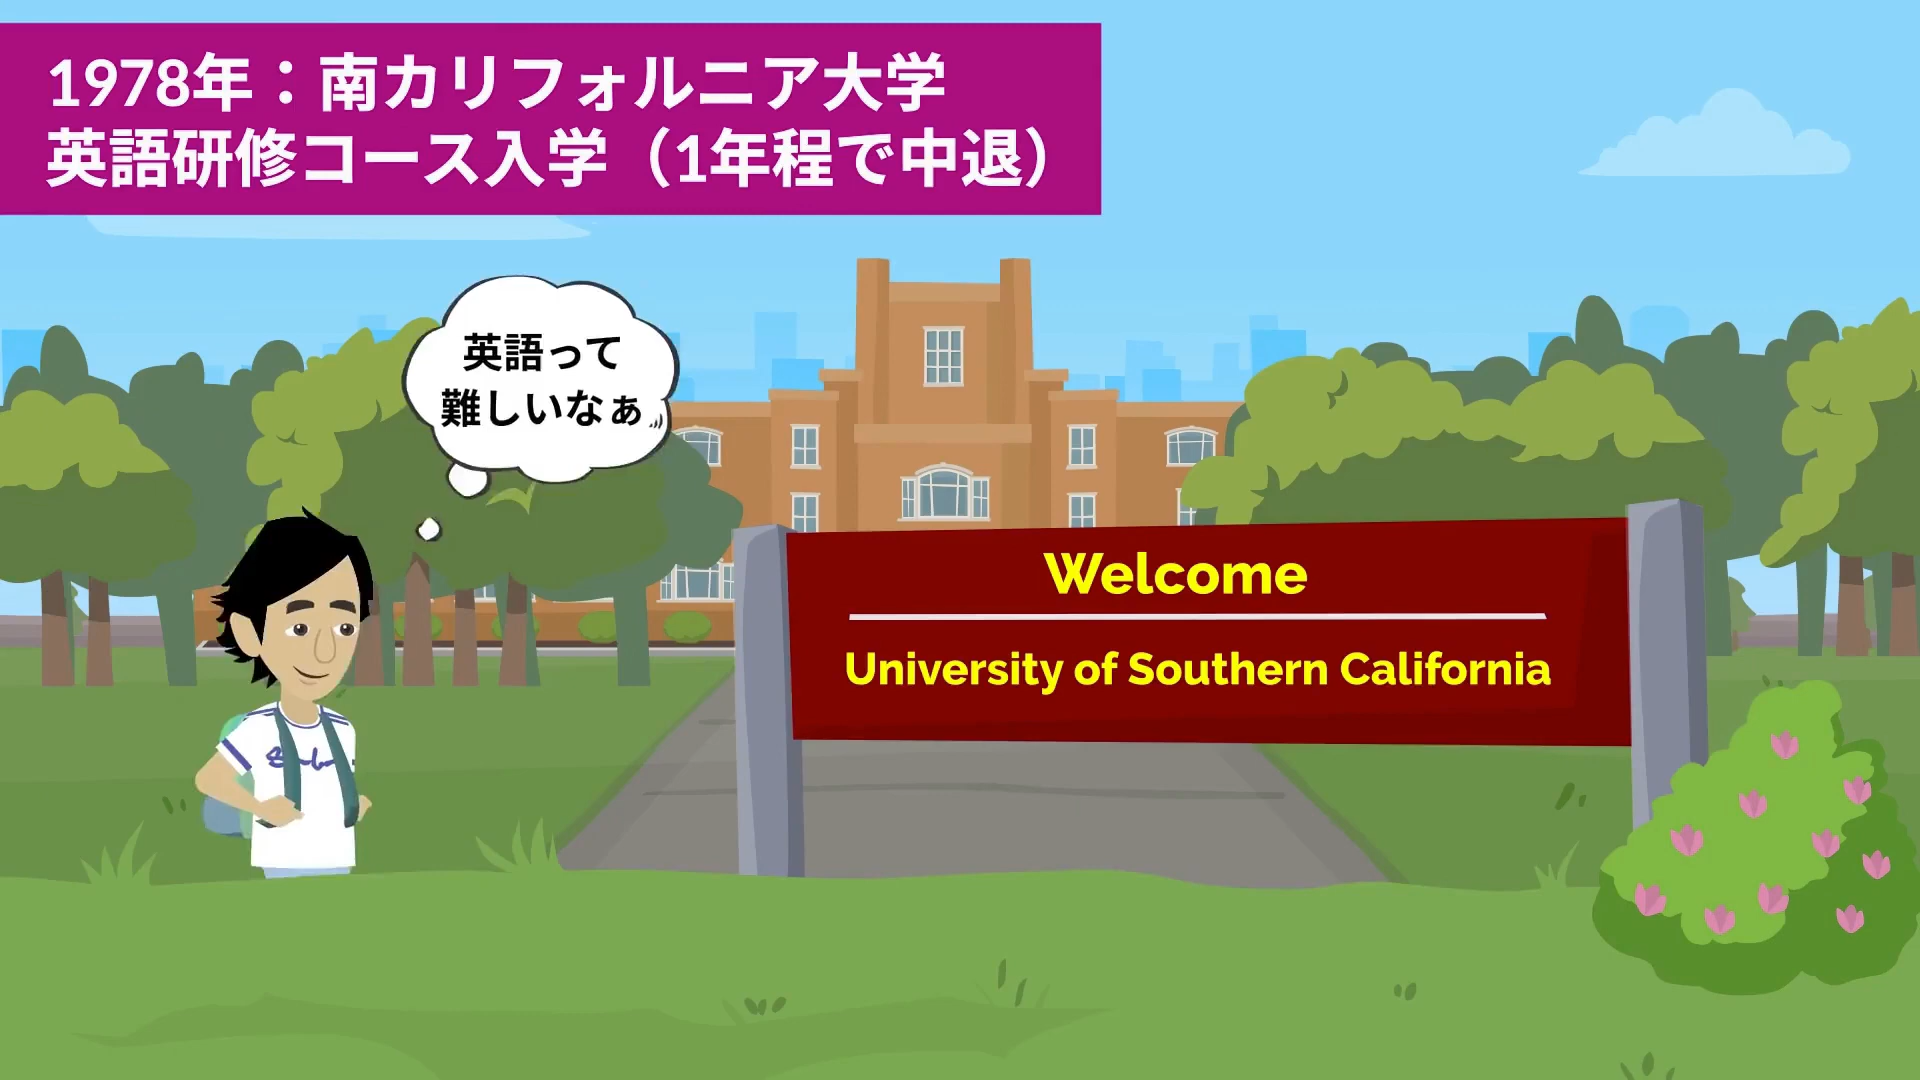 1978年：南カリフォルニア大学
英語研修コース入学（1年程で中退）
英語って
難しいなぁ
Welcome
University of Southern California